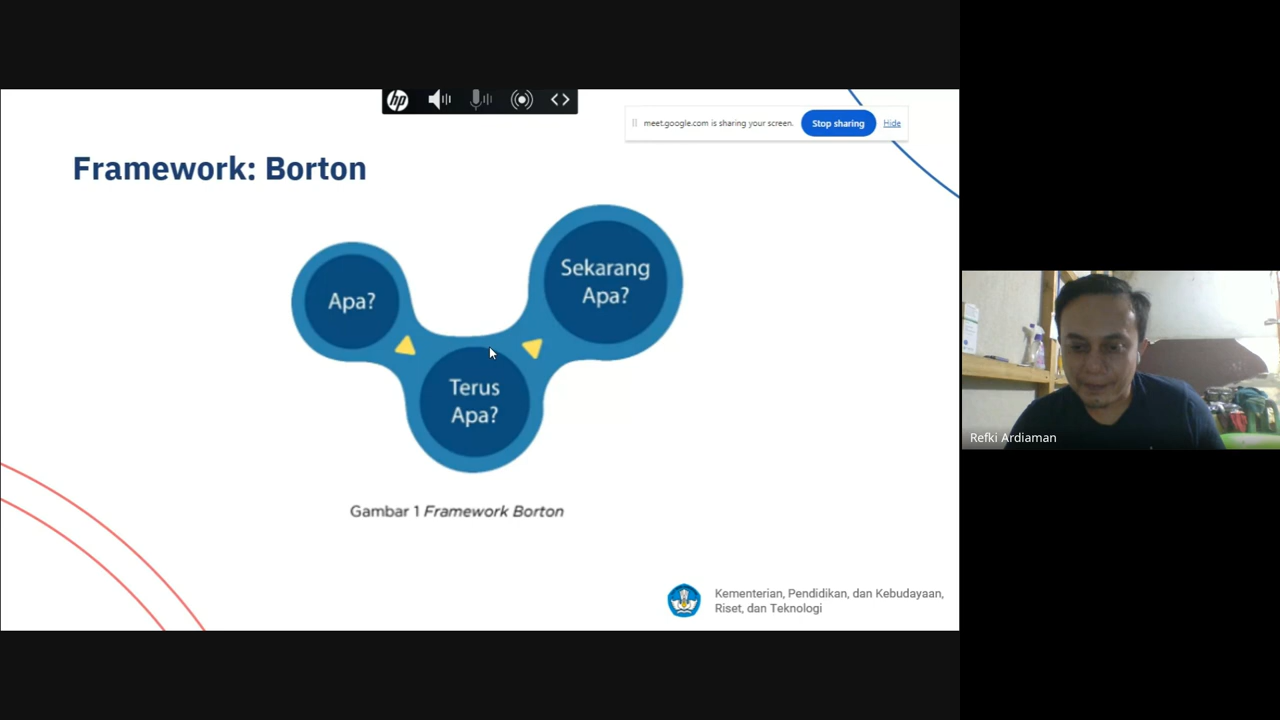 hp
meet.google.com is sharing your screen.
Stop sharing
Hide
Framework: Borton
Apa?
Sekarang
Apa?
Terus
Apa?
Gambar 1 Framework Borton
Kementerian, Pendidikan, dan Kebudayaan,
Riset, dan Teknologi
Refki Ardiaman